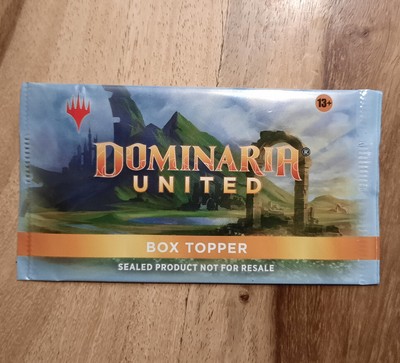 13+
DOMINARIA
UNITED
BOX TOPPER
SEALED PRODUCT NOT FOR RESALE